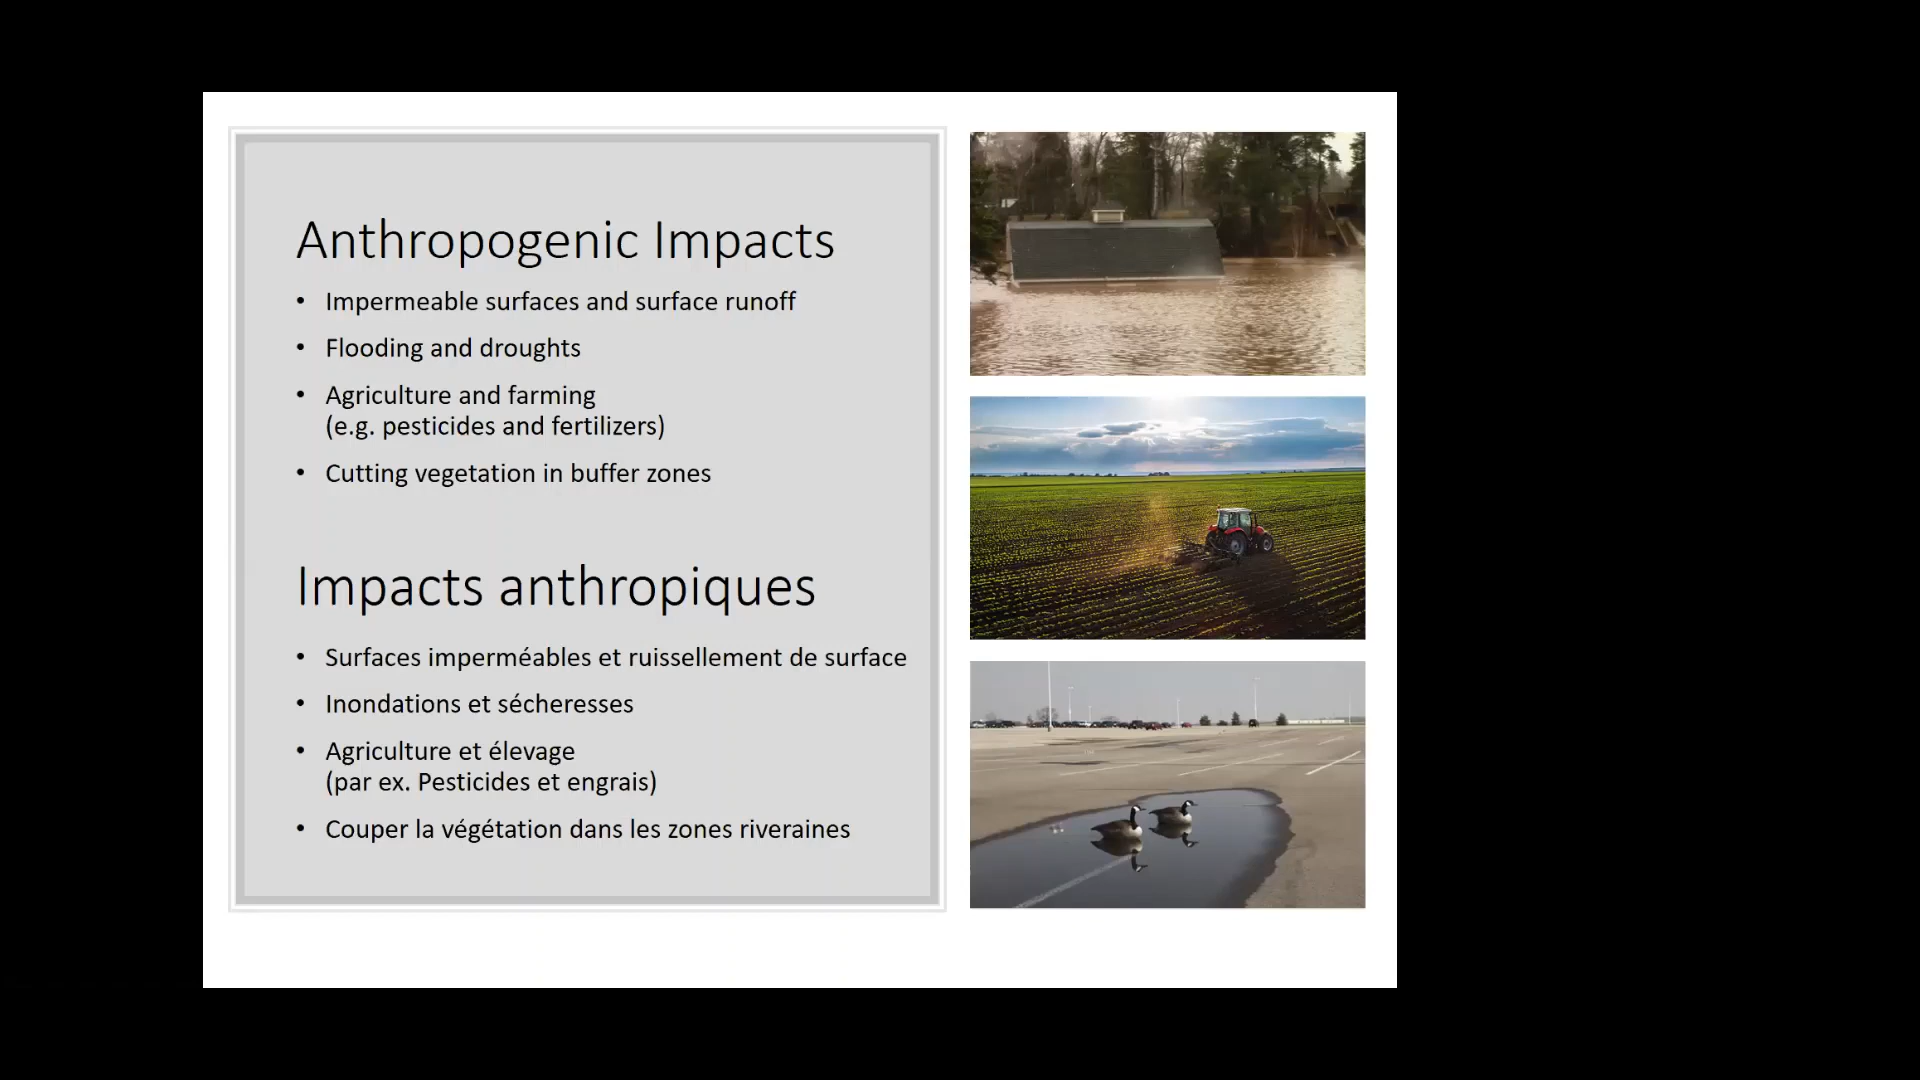 Anthropogenic Impacts
• Impermeable surfaces and surface runoff
• Flooding and droughts
• Agriculture and farming
(e.g. pesticides and fertilizers)
• Cutting vegetation in buffer zones
Impacts anthropiques
• Surfaces imperméables et ruissellement de surface
• Inondations et sécheresses
• Agriculture et élevage
(par ex. Pesticides et engrais)
• Couper la végétation dans les zones riveraines